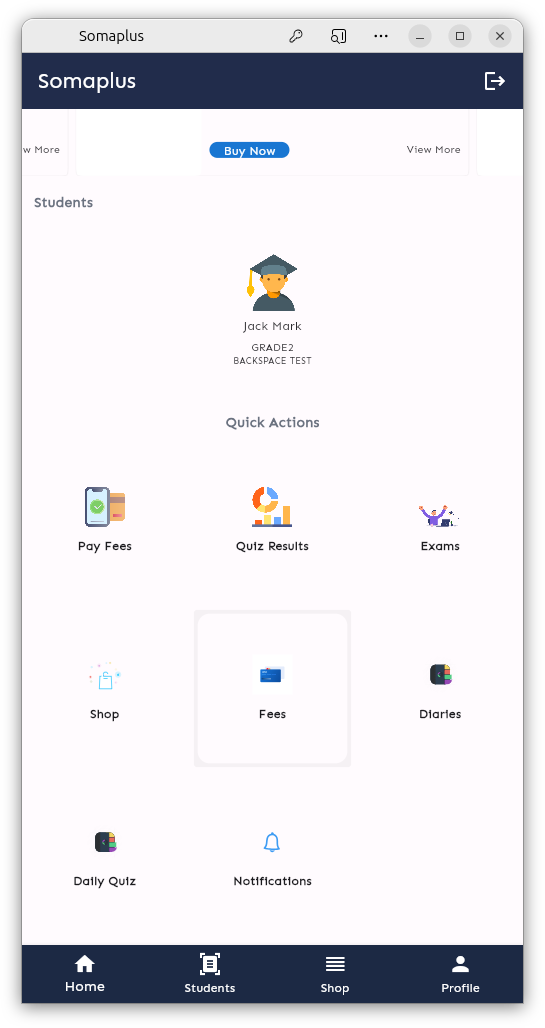 Somaplus
Somaplus
w More
Buy Now
View More
Students
Jack Mark
GRADE2
BACKSPACE TEST
Quick Actions
Pay Fees
Quiz Results
Exams
Shop
Fees
Diaries
Daily Quiz
Notifications
Home
Students
Shop
Profile